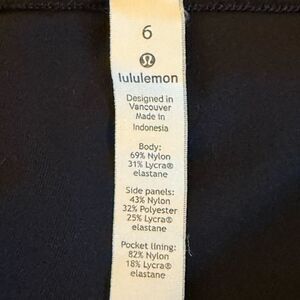 6
lululemon
Designed in
Vancouver
Made in
Indonesia
Body:
69% Nylon
31% Lycra®
elastane
Side panels:
43% Nylon
32% Polyester
25% Lycra®
elastane
Pocket lining:
82% Nylon
18% Lycra®
elastane